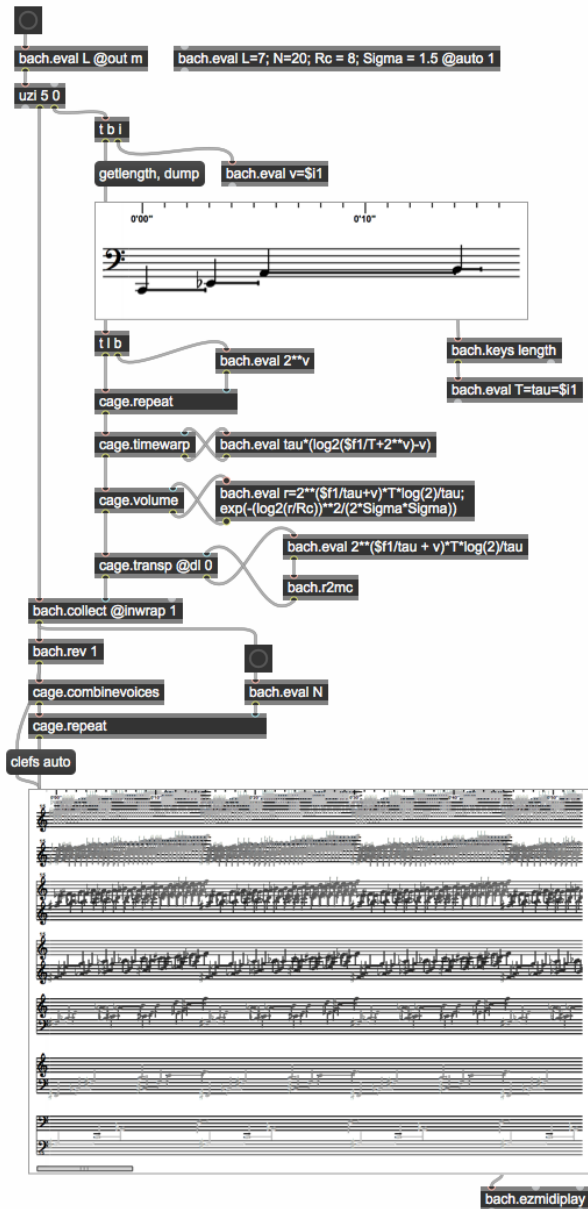 bach.eval L @out m
bach.eval L=7; N=20; Rc = 8; Sigma = 1.5 @auto 1
uzi 5 0
t b i
getlength, dump
bach.eval v=$i1
0'00"
0'10"
t l b
bach.eval 2**v
bach.keys length
bach.eval T=tau=$i1
cage.repeat
cage.timewarp
bach.eval tau*(log2($f1/T+2**v)-v)
cage.volume
bach.eval r=2**($f1/tau+v)*T*log(2)/tau;
exp(-(log2(r/Rc))**2/(2*Sigma*Sigma))
cage.transp @dl 0
bach.eval 2**($f1/tau + v)*T*log(2)/tau
bach.r2mc
bach.collect @inwrap 1
bach.rev 1
cage.combinevoices
bach.eval N
cage.repeat
clefs auto
bach.ezmidiplay